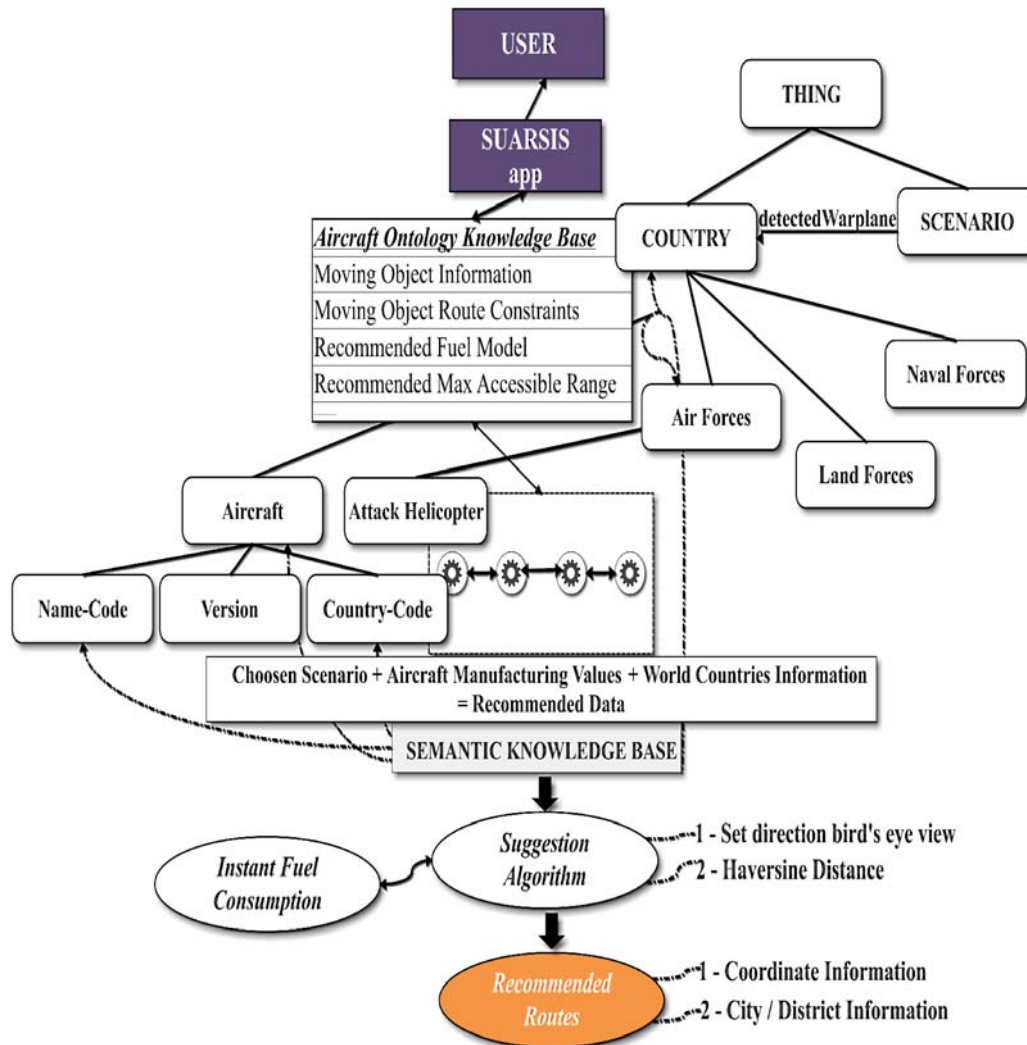 USER
THING
SUARSIS
app
SCENARIO
detectedWarplane
COUNTRY
Aircraft Ontology Knowledge Base
Moving Object Information
Moving Object Route Constraints
Recommended Fuel Model
Recommended Max Accessible Range
Naval Forces
Air Forces
Land Forces
Aircraft
Attack Helicopter
Name-Code
Version
Country-Code
Choosen Scenario + Aircraft Manufacturing Values + World Countries Information
= Recommended Data
SEMANTIC KNOWLEDGE BASE
Suggestion
Algorithm
1 - Set direction bird's eye view
2 - Haversine Distance
Instant Fuel
Consumption
Recommended
Routes
1 - Coordinate Information
2 - City / District Information